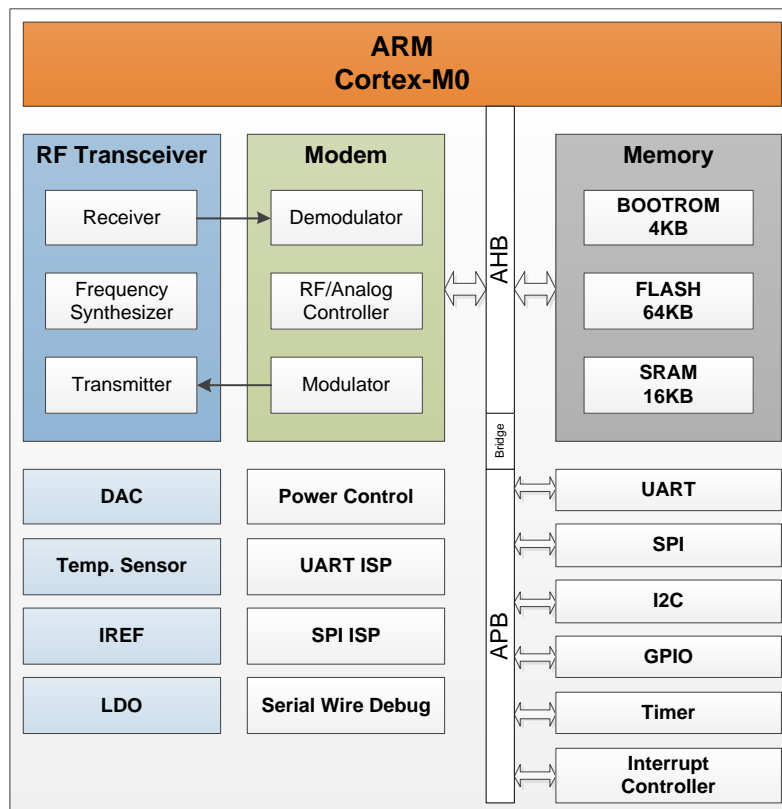 ARM
Cortex-M0
RF Transceiver
Receiver
Frequency
Synthesizer
Transmitter
Modem
Demodulator
RF/Analog
Controller
Modulator
AHB
Bridge
APB
Memory
BOOTROM
4KB
FLASH
64KB
SRAM
16KB
DAC
Temp. Sensor
IREF
LDO
Power Control
UART ISP
SPI ISP
Serial Wire Debug
UART
SPI
I2C
GPIO
Timer
Interrupt
Controller